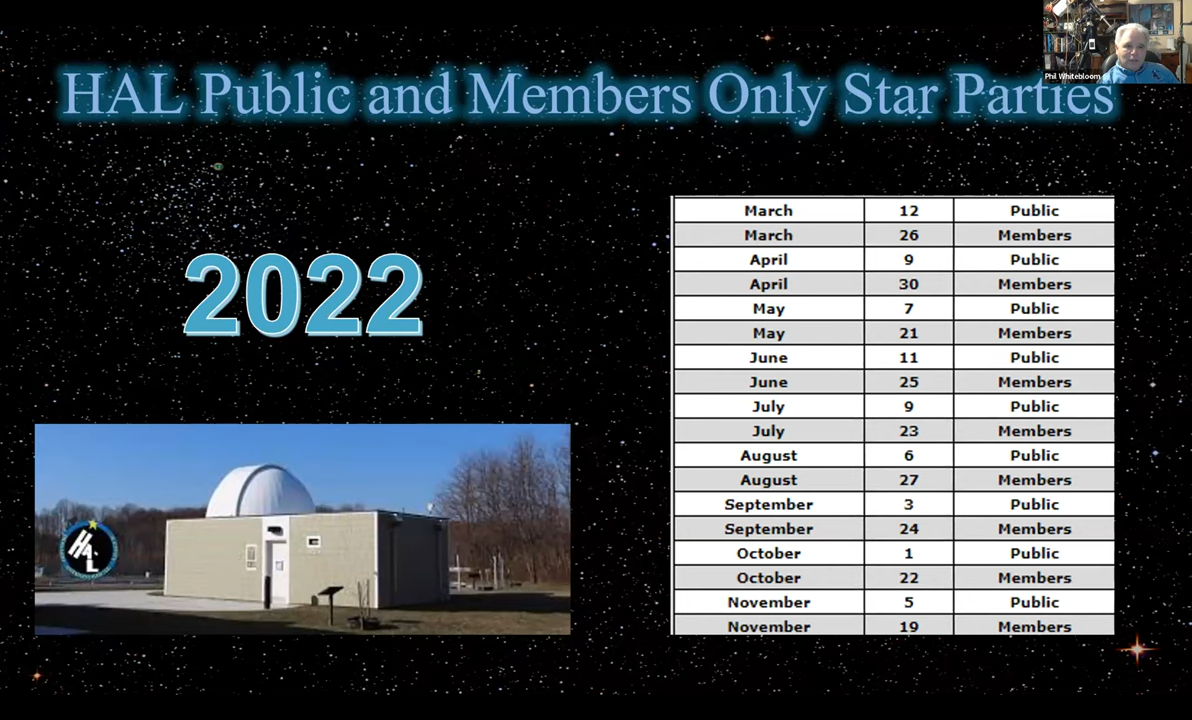 Phil Whitebloom
HAL Public and Members Only Star Parties
2022
March 12 Public
March 26 Members
April 9 Public
April 30 Members
May 7 Public
May 21 Members
June 11 Public
June 25 Members
July 9 Public
July 23 Members
August 6 Public
August 27 Members
September 3 Public
September 24 Members
October 1 Public
October 22 Members
November 5 Public
November 19 Members
HAL